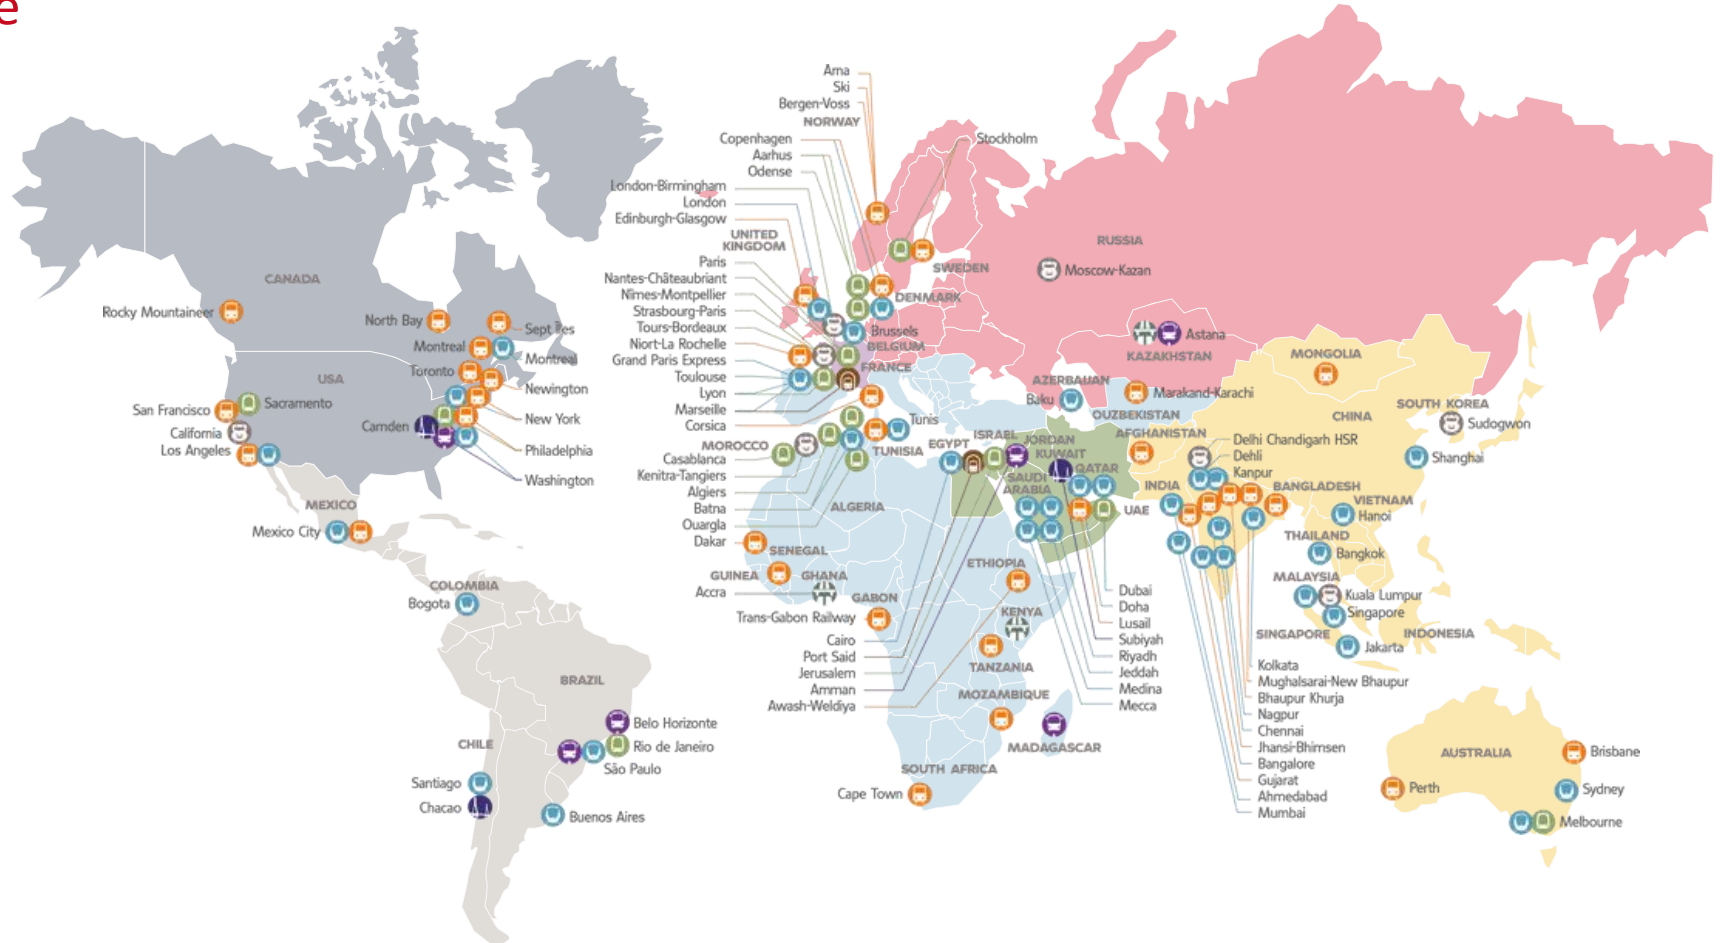 e
CANADA
Rocky Mountaineer
North Bay
Montreal
Montreal
Toronto
USA
Newington
San Francisco
Sacramento
New York
Camden
California
Los Angeles
Philadelphia
Washington
MEXICO
Mexico City
COLOMBIA
Bogota
BRAZIL
Belo Horizonte
CHILE
Rio de Janeiro
São Paulo
Santiago
Chacao
Buenos Aires
Arna
Ski
Bergen-Voss
NORWAY
Copenhagen
Aarhus
Odense
London-Birmingham
London
Edinburgh-Glasgow
UNITED
KINGDOM
Paris
Nantes-Châteaubriant
Nîmes-Montpellier
Strasbourg-Paris
Tours-Bordeaux
Niort-La Rochelle
Grand Paris Express
Toulouse
Lyon
Marseille
Corsica
Stockholm
SWEDEN
DENMARK
Brussels
BELGIUM
FRANCE
RUSSIA
Moscow-Kazan
Astana
KAZAKHSTAN
AZERBAIJAN
Baku
Marakand-Karachi
OUZBEKISTAN
AFGHANISTAN
MONGOLIA
CHINA
SOUTH KOREA
Sudogwon
Shanghai
MOROCCO
Casablanca
Kenitra-Tangiers
Algiers
Batna
Ouargla
Dakar
Tunis
TUNISIA
ALGERIA
EGYPT
ISRAEL
JORDAN
KUWAIT
QATAR
SAUDI
ARABIA
UAE
SENEGAL
GUINEA
GHANA
Accra
GABON
Trans-Gabon Railway
Cairo
Port Said
Jerusalem
Amman
Awash-Weldiya
ETHIOPIA
KENYA
TANZANIA
MOZAMBIQUE
MADAGASCAR
SOUTH AFRICA
Cape Town
Dubai
Doha
Lusail
Subiyah
Riyadh
Jeddah
Medina
Mecca
Delhi Chandigarh HSR
Dehli
Kanpur
INDIA
BANGLADESH
VIETNAM
Hanoi
THAILAND
Bangkok
MALAYSIA
Kuala Lumpur
Singapore
SINGAPORE
INDONESIA
Jakarta
Kolkata
Mughalsarai-New Bhaupur
Bhaupur Khurja
Nagpur
Chennai
Jhansi-Bhimsen
Bangalore
Gujarat
Ahmedabad
Mumbai
AUSTRALIA
Brisbane
Perth
Sydney
Melbourne